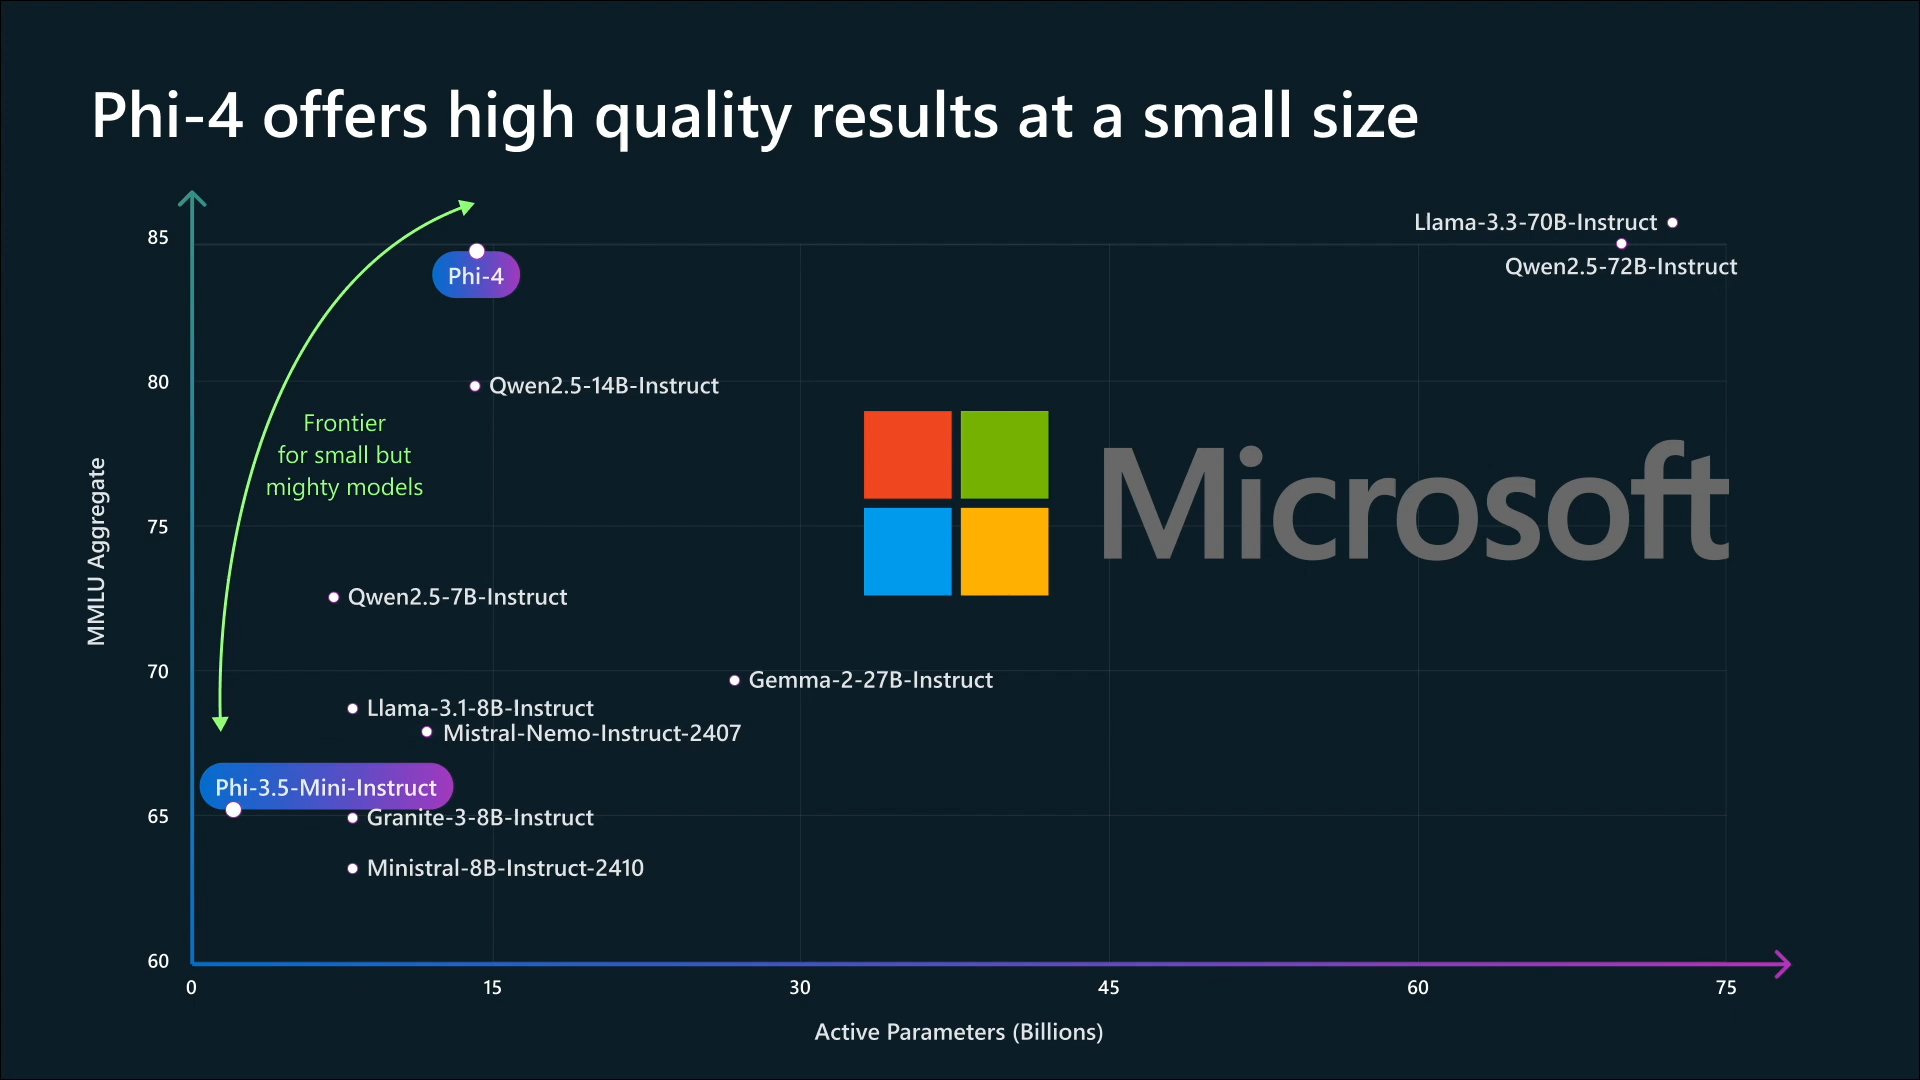 Phi-4 offers high quality results at a small size
85
80
75
70
65
60
MMLU Aggregate
Llama-3.3-70B-Instruct
Qwen2.5-72B-Instruct
Phi-4
Qwen2.5-14B-Instruct
Frontier
for small but
mighty models
Microsoft
Qwen2.5-7B-Instruct
Gemma-2-27B-Instruct
Llama-3.1-8B-Instruct
Mistral-Nemo-Instruct-2407
Phi-3.5-Mini-Instruct
Granite-3-8B-Instruct
Ministral-8B-Instruct-2410
0 15 30 45 60 75
Active Parameters (Billions)